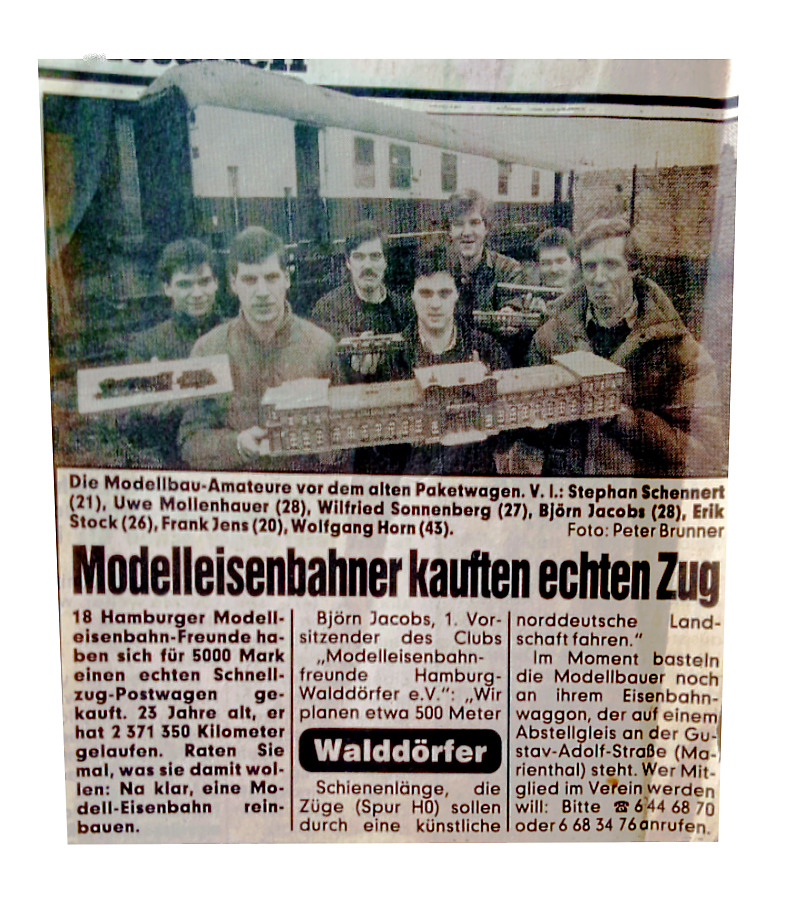 Die Modellbau-Amateure vor dem alten Paketwagen. V. l.: Stephan Schennert
(21), Uwe Mollenhauer (28), Wilfried Sonnenberg (27), Björn Jacobs (28), Erik
Stock (26), Frank Jens (20), Wolfgang Horn (43). Foto: Peter Brunner
Modelleisenbahner kauften echten Zug
18 Hamburger Modell-
eisenbahn-Freunde ha-
ben sich für 5000 Mark
einen echten Schnell-
zug-Postwagen ge-
kauft. 23 Jahre alt, er
hat 2 371 350 Kilometer
gelaufen. Raten Sie
mal, was sie damit wol-
len: Na klar, eine Mo-
dell-Eisenbahn rein-
bauen.
Björn Jacobs, 1. Vor-
sitzender des Clubs
„Modelleisenbahn-
freunde Hamburg-
Walddörfer e.V.“: „Wir
planen etwa 500 Meter
Walddörfer
Schienenlänge, die
Züge (Spur H0) sollen
durch eine künstliche
norddeutsche Land-
schaft fahren.“
Im Moment basteln
die Modellbauer noch
an ihrem Eisenbahn-
waggon, der auf einem
Abstellgleis an der Gu-
stav-Adolf-Straße (Ma-
rienthal) steht. Wer Mit-
glied im Verein werden
will: Bitte ☎ 6 44 68 70
oder 6 68 34 76 anrufen.